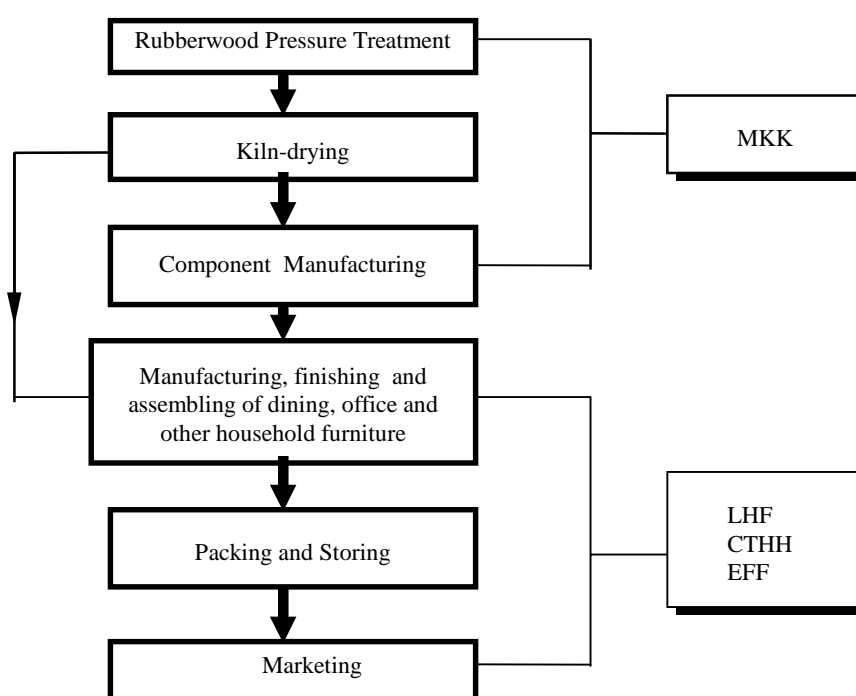 Rubberwood Pressure Treatment
Kiln-drying
MKK
Component Manufacturing
Manufacturing, finishing and
assembling of dining, office and
other household furniture
LHF
CTHH
EFF
Packing and Storing
Marketing